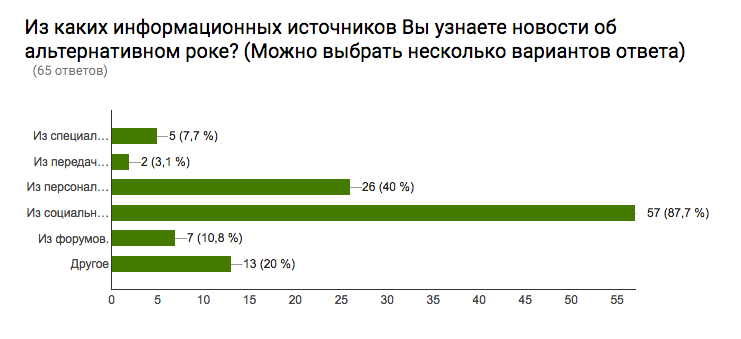 Из каких информационных источников Вы узнаете новости об
альтернативном роке? (Можно выбрать несколько вариантов ответа)
(65 ответов)
Из специал… 5 (7,7 %)
Из передач… 2 (3,1 %)
Из персонал… 26 (40 %)
Из социальн… 57 (87,7 %)
Из форумов. 7 (10,8 %)
Другое 13 (20 %)
0 5 10 15 20 25 30 35 40 45 50 55